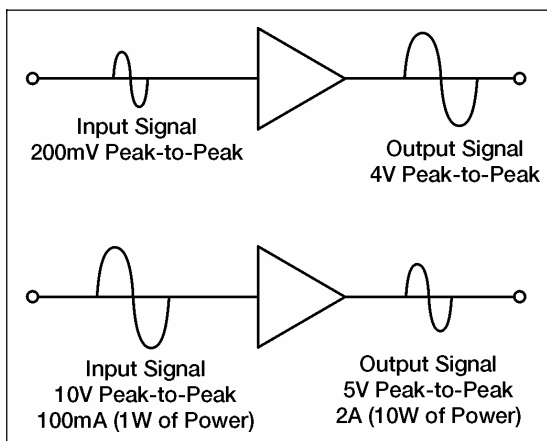 Input Signal
200mV Peak-to-Peak
Output Signal
4V Peak-to-Peak
Input Signal
10V Peak-to-Peak
100mA (1W of Power)
Output Signal
5V Peak-to-Peak
2A (10W of Power)